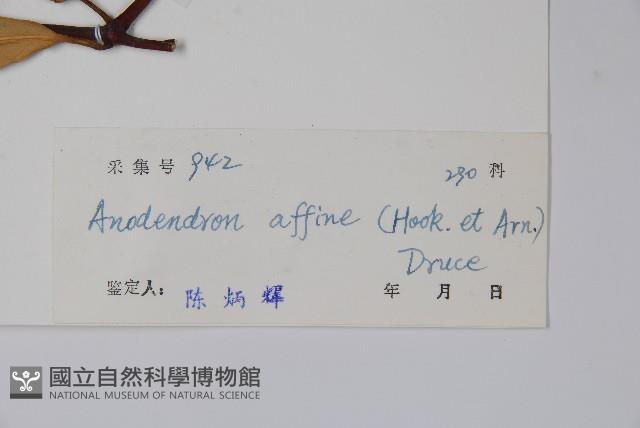 采集号 942 230 科
Anodendron affine (Hook. et Arn.)
Druce
鉴定人: 陈炳辉 年 月 日
國立自然科學博物館
NATIONAL MUSEUM OF NATURAL SCIENCE